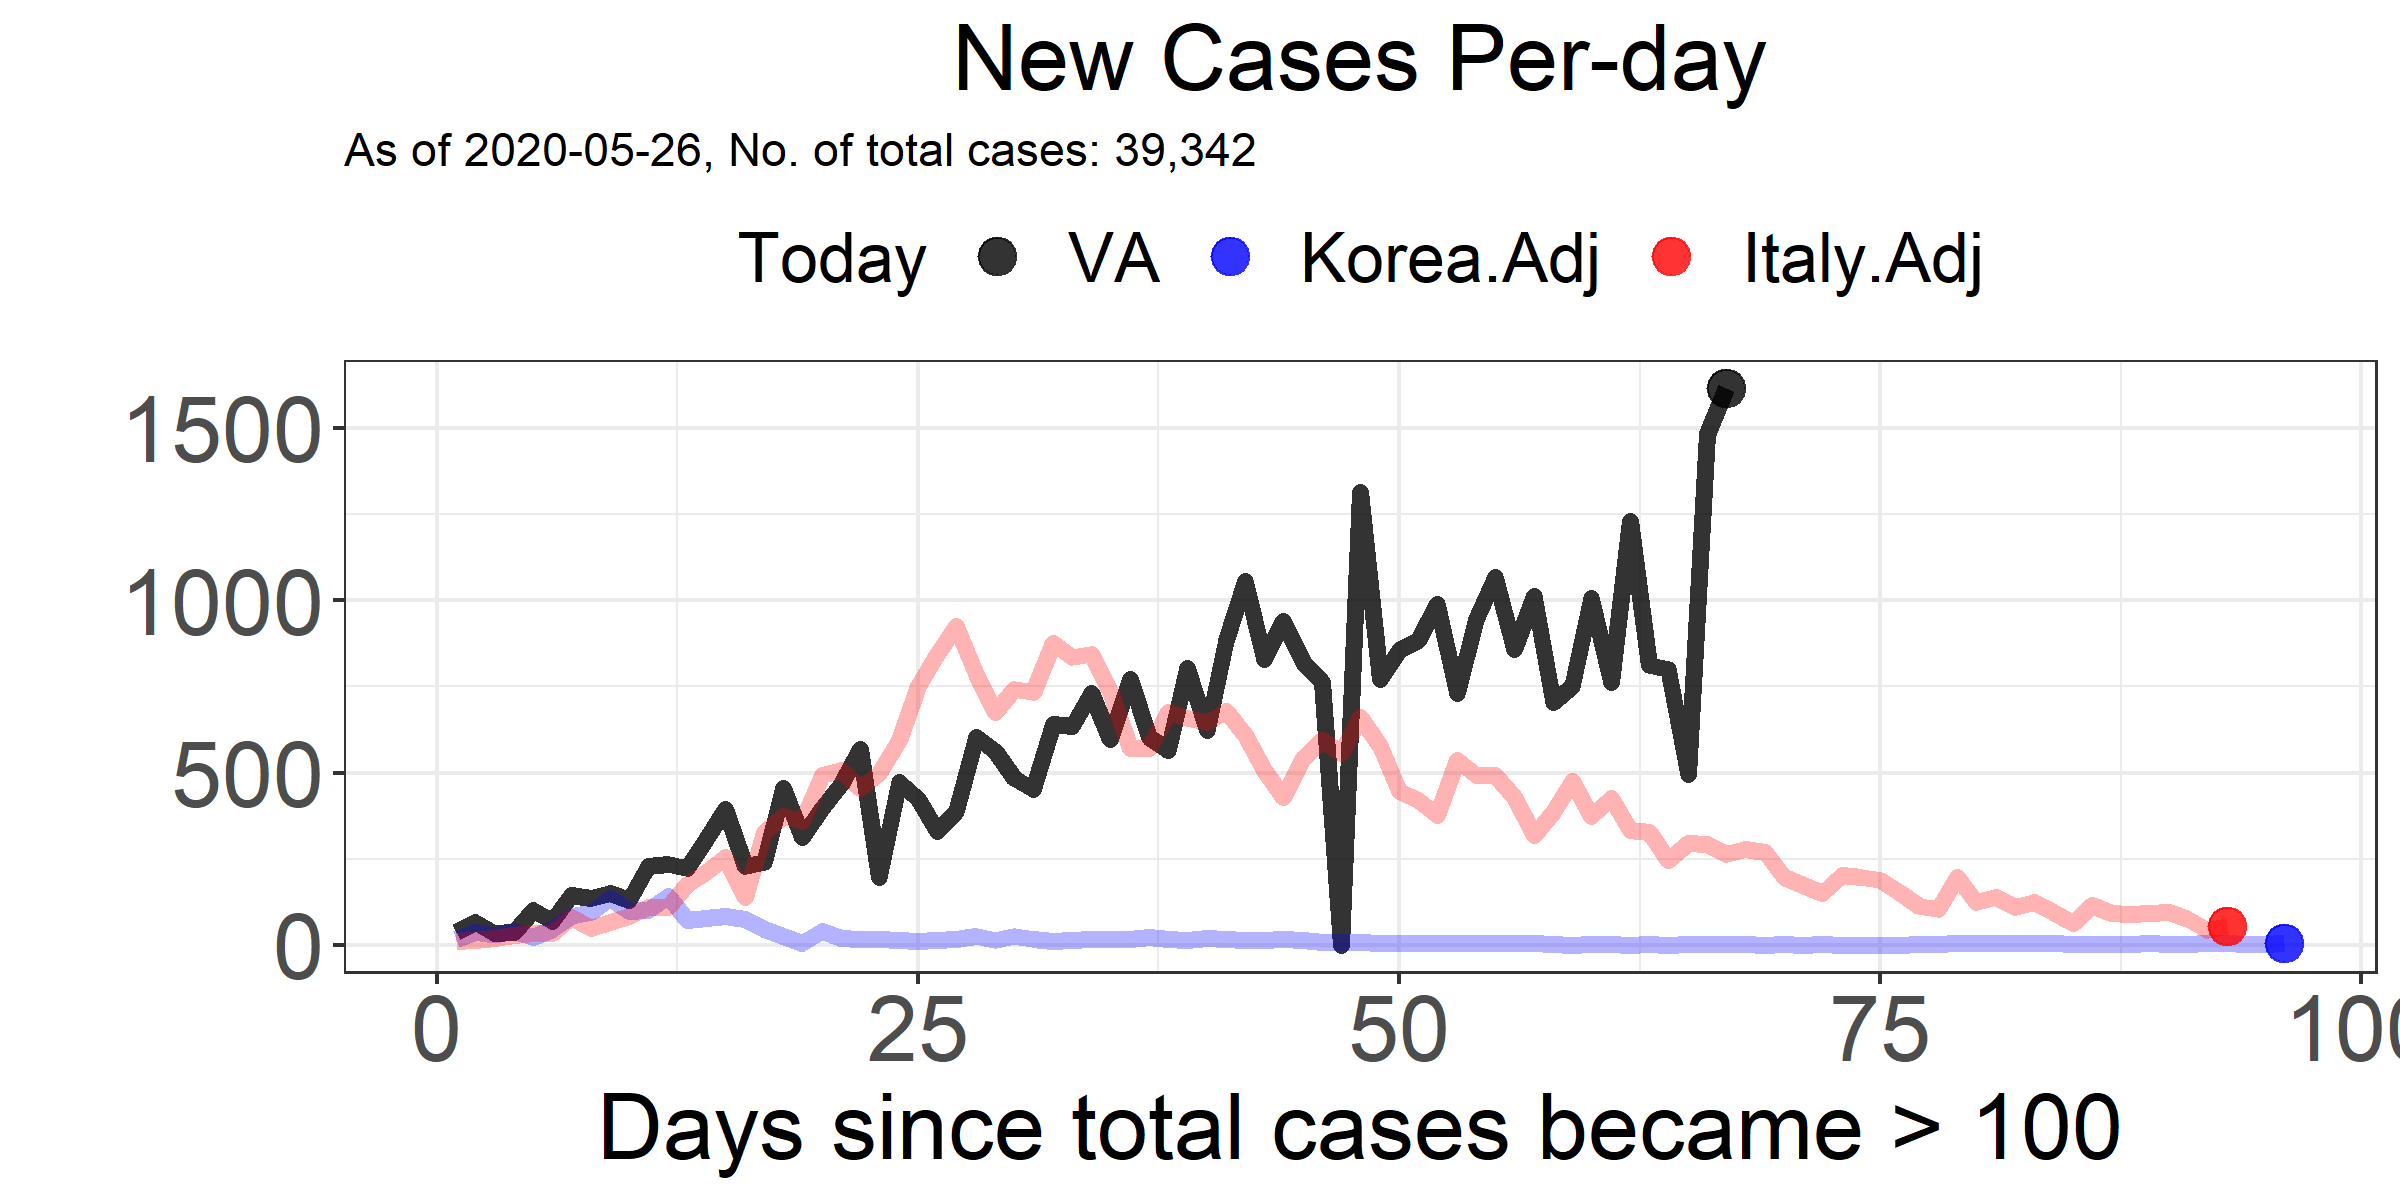 New Cases Per-day
As of 2020-05-26, No. of total cases: 39,342
Today VA Korea.Adj Italy.Adj
1500
1000
500
0
0 25 50 75 100
Days since total cases became > 100